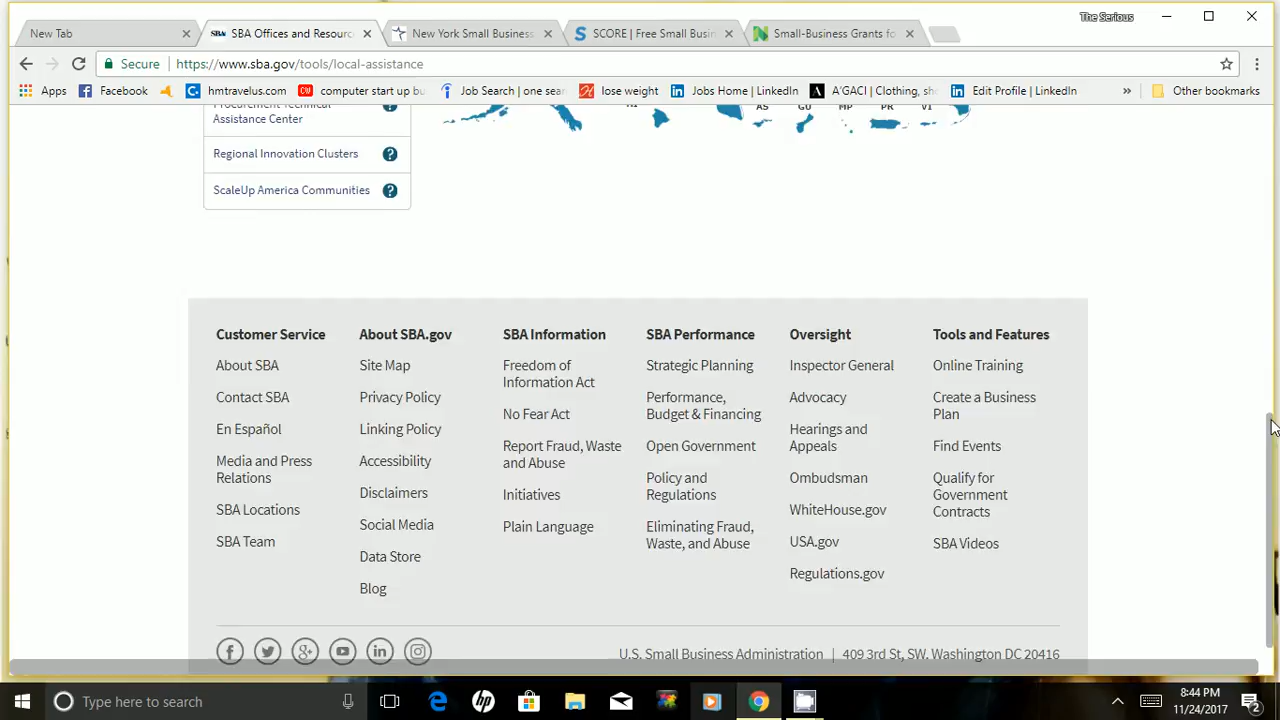 The Serious
New Tab
SBA Offices and Resourc
New York Small Business
SCORE | Free Small Busin
Small-Business Grants for
Secure
https://www.sba.gov/tools/local-assistance
Apps
Facebook
hmtravelus.com
computer start up bu
Job Search | one sear
lose weight
Jobs Home | LinkedIn
A'GACI | Clothing, sh
Edit Profile | LinkedIn
»
Other bookmarks
Procurement Technical
Assistance Center
Regional Innovation Clusters
ScaleUp America Communities
AS
GU
MP
PR
VI
Customer Service
About SBA
Contact SBA
En Español
Media and Press
Relations
SBA Locations
SBA Team
About SBA.gov
Site Map
Privacy Policy
Linking Policy
Accessibility
Disclaimers
Social Media
Data Store
Blog
SBA Information
Freedom of
Information Act
No Fear Act
Report Fraud, Waste
and Abuse
Initiatives
Plain Language
SBA Performance
Strategic Planning
Performance,
Budget & Financing
Open Government
Policy and
Regulations
Eliminating Fraud,
Waste, and Abuse
Oversight
Inspector General
Advocacy
Hearings and
Appeals
Ombudsman
WhiteHouse.gov
USA.gov
Regulations.gov
Tools and Features
Online Training
Create a Business
Plan
Find Events
Qualify for
Government
Contracts
SBA Videos
U.S. Small Business Administration | 409 3rd St, SW. Washington DC 20416
Type here to search
8:44 PM
11/24/2017
2